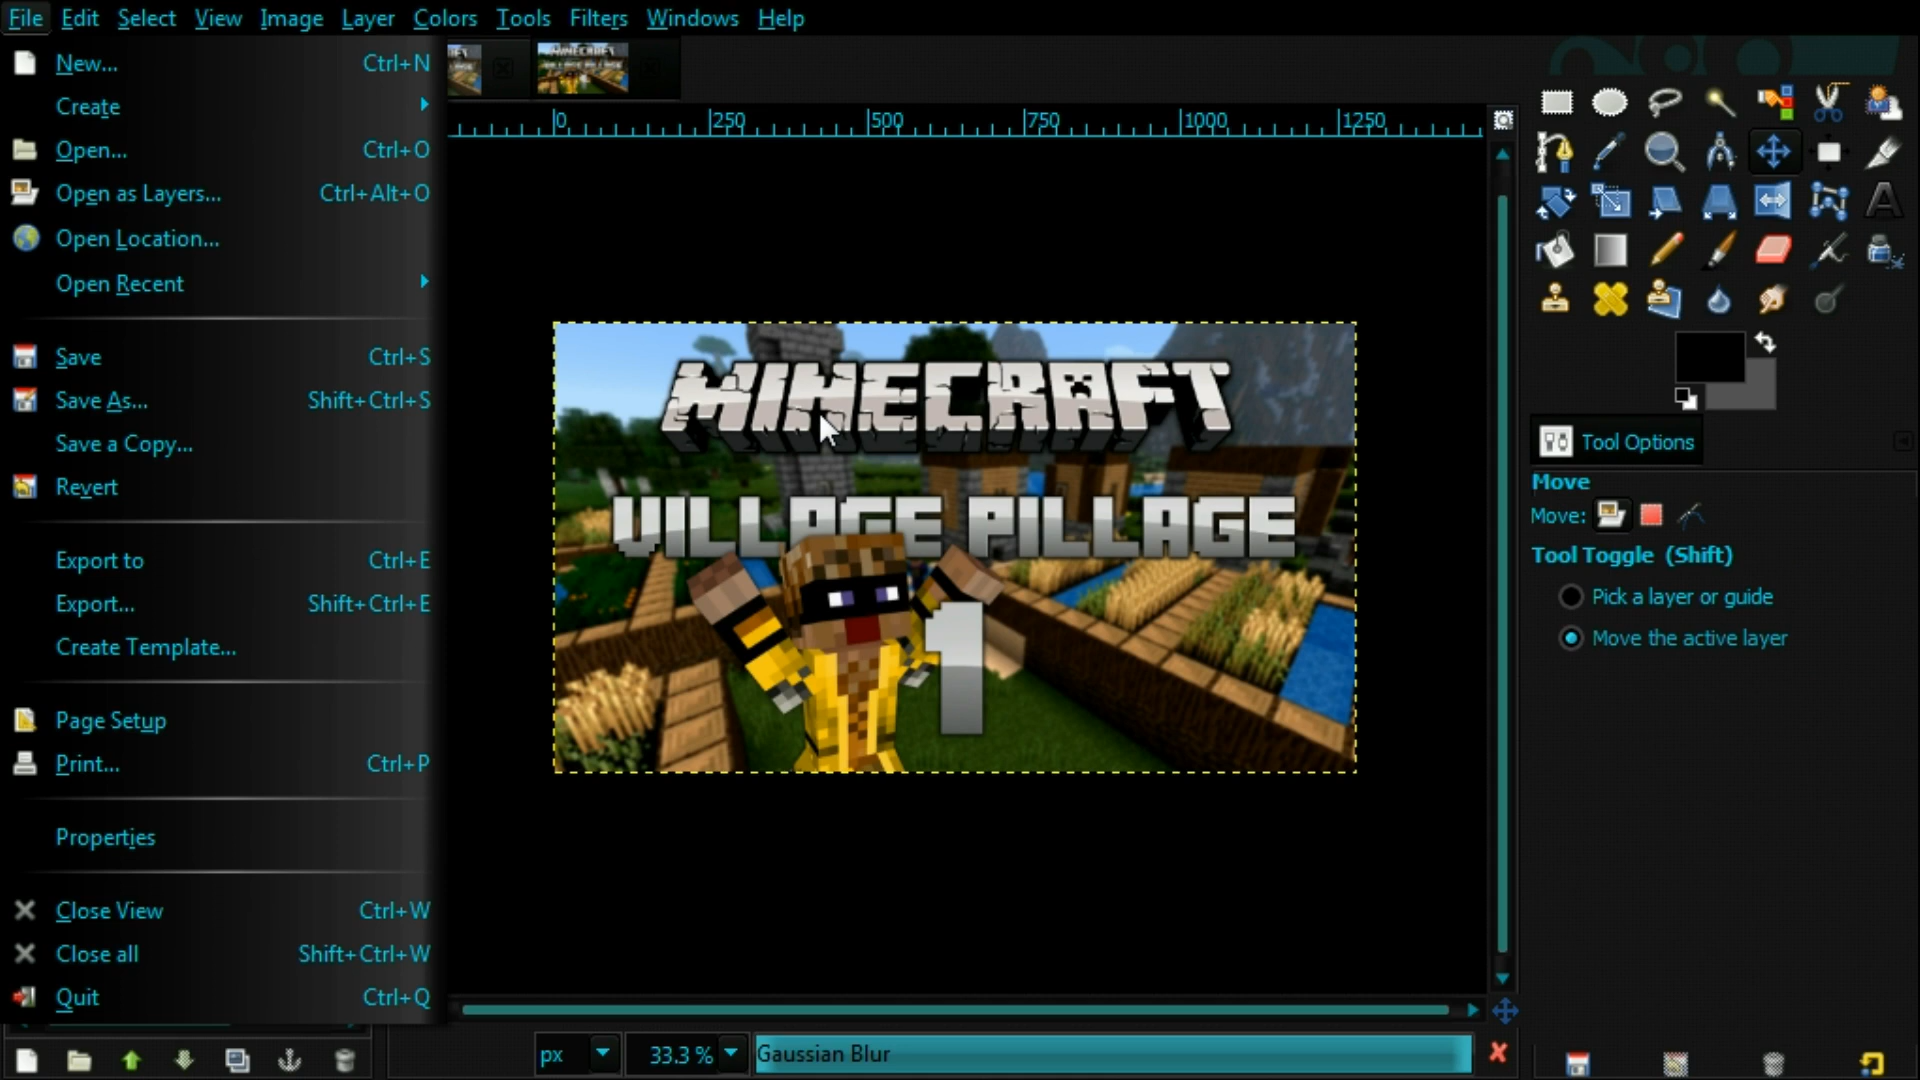 File Edit Select View Image Layer Colors Tools Filters Windows Help
New... Ctrl+N
Create
Open... Ctrl+O
Open as Layers... Ctrl+Alt+O
Open Location...
Open Recent
Save Ctrl+S
Save As... Shift+Ctrl+S
Save a Copy...
Revert
Export to Ctrl+E
Export... Shift+Ctrl+E
Create Template...
Page Setup
Print... Ctrl+P
Properties
Close View Ctrl+W
Close all Shift+Ctrl+W
Quit Ctrl+Q
0 250 500 750 1000 1250
MINECRAFT
VILLAGE PILLAGE
1
px 33.3 % Gaussian Blur
Tool Options
Move
Move:
Tool Toggle (Shift)
Pick a layer or guide
Move the active layer